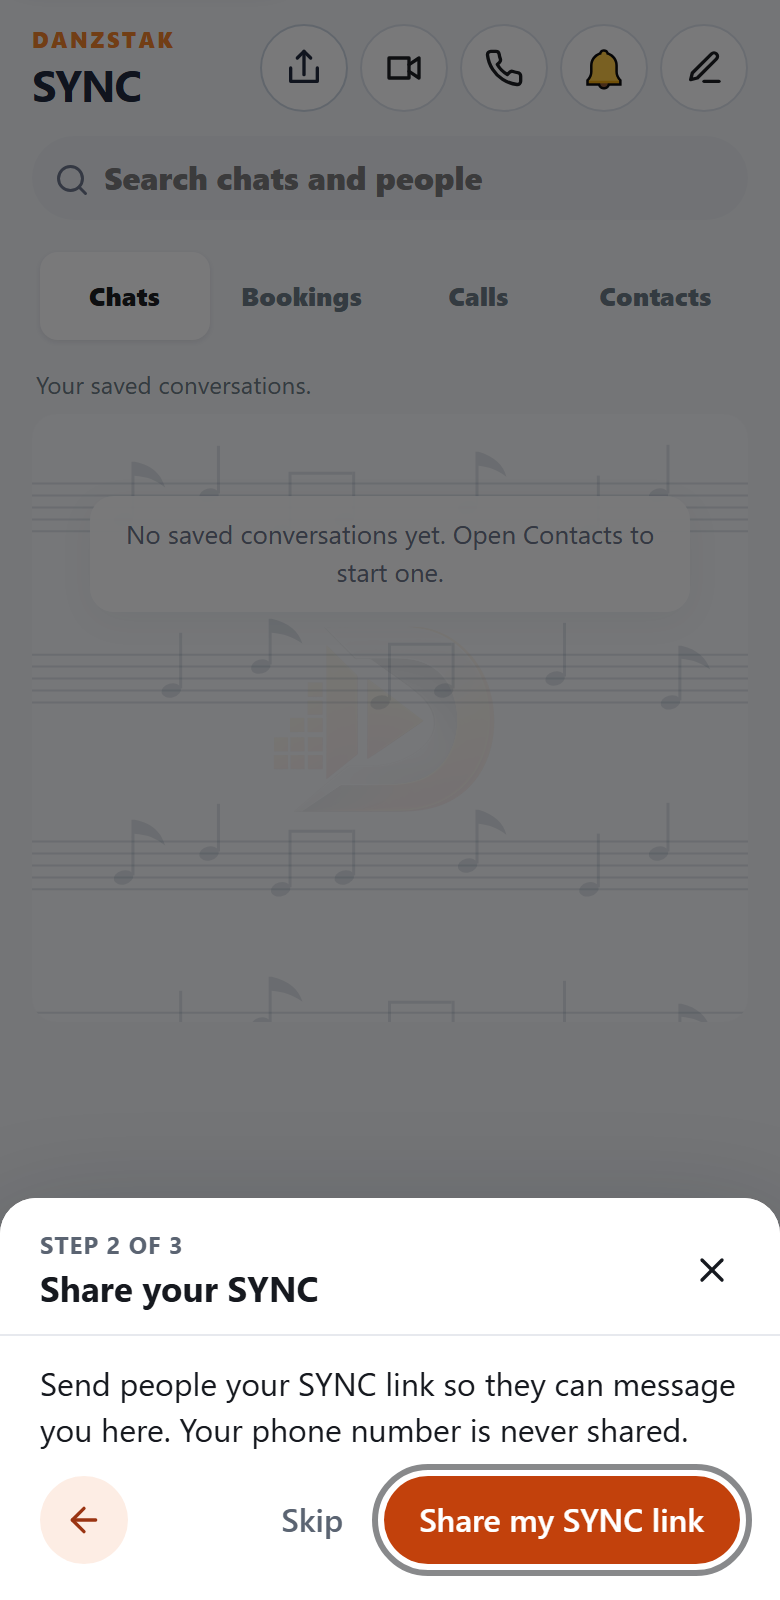 DANZSTAK
SYNC
Search chats and people
Chats
Bookings
Calls
Contacts
Your saved conversations.
No saved conversations yet. Open Contacts to
start one.
STEP 2 OF 3
Share your SYNC
Send people your SYNC link so they can message
you here. Your phone number is never shared.
Skip
Share my SYNC link